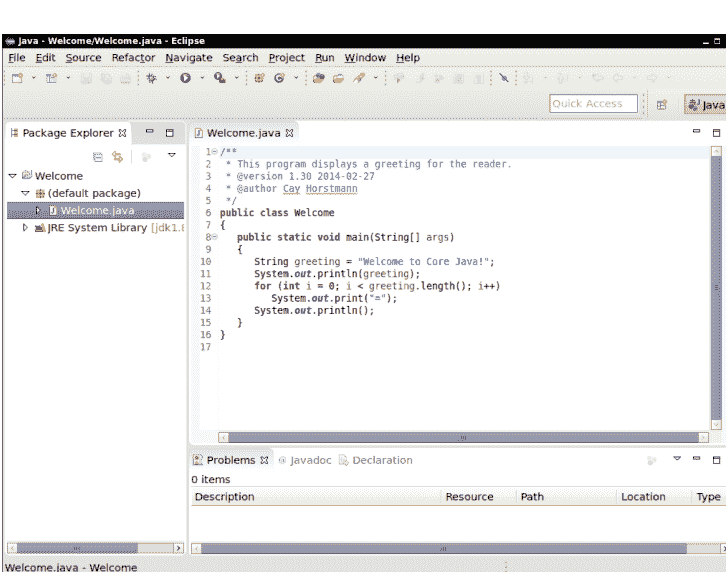 Java - Welcome/Welcome.java - Eclipse
File Edit Source Refactor Navigate Search Project Run Window Help
Quick Access
Java
Package Explorer
Welcome
(default package)
Welcome.java
JRE System Library [jdk1.8
Welcome.java
1 /**
2  * This program displays a greeting for the reader.
3  * @version 1.30 2014-02-27
4  * @author Cay Horstmann
5  */
6 public class Welcome
7 {
8    public static void main(String[] args)
9    {
10       String greeting = "Welcome to Core Java!";
11       System.out.println(greeting);
12       for (int i = 0; i < greeting.length(); i++)
13          System.out.print("=");
14       System.out.println();
15    }
16 }
17
Problems Javadoc Declaration
0 items
Description Resource Path Location Type
Welcome.java - Welcome